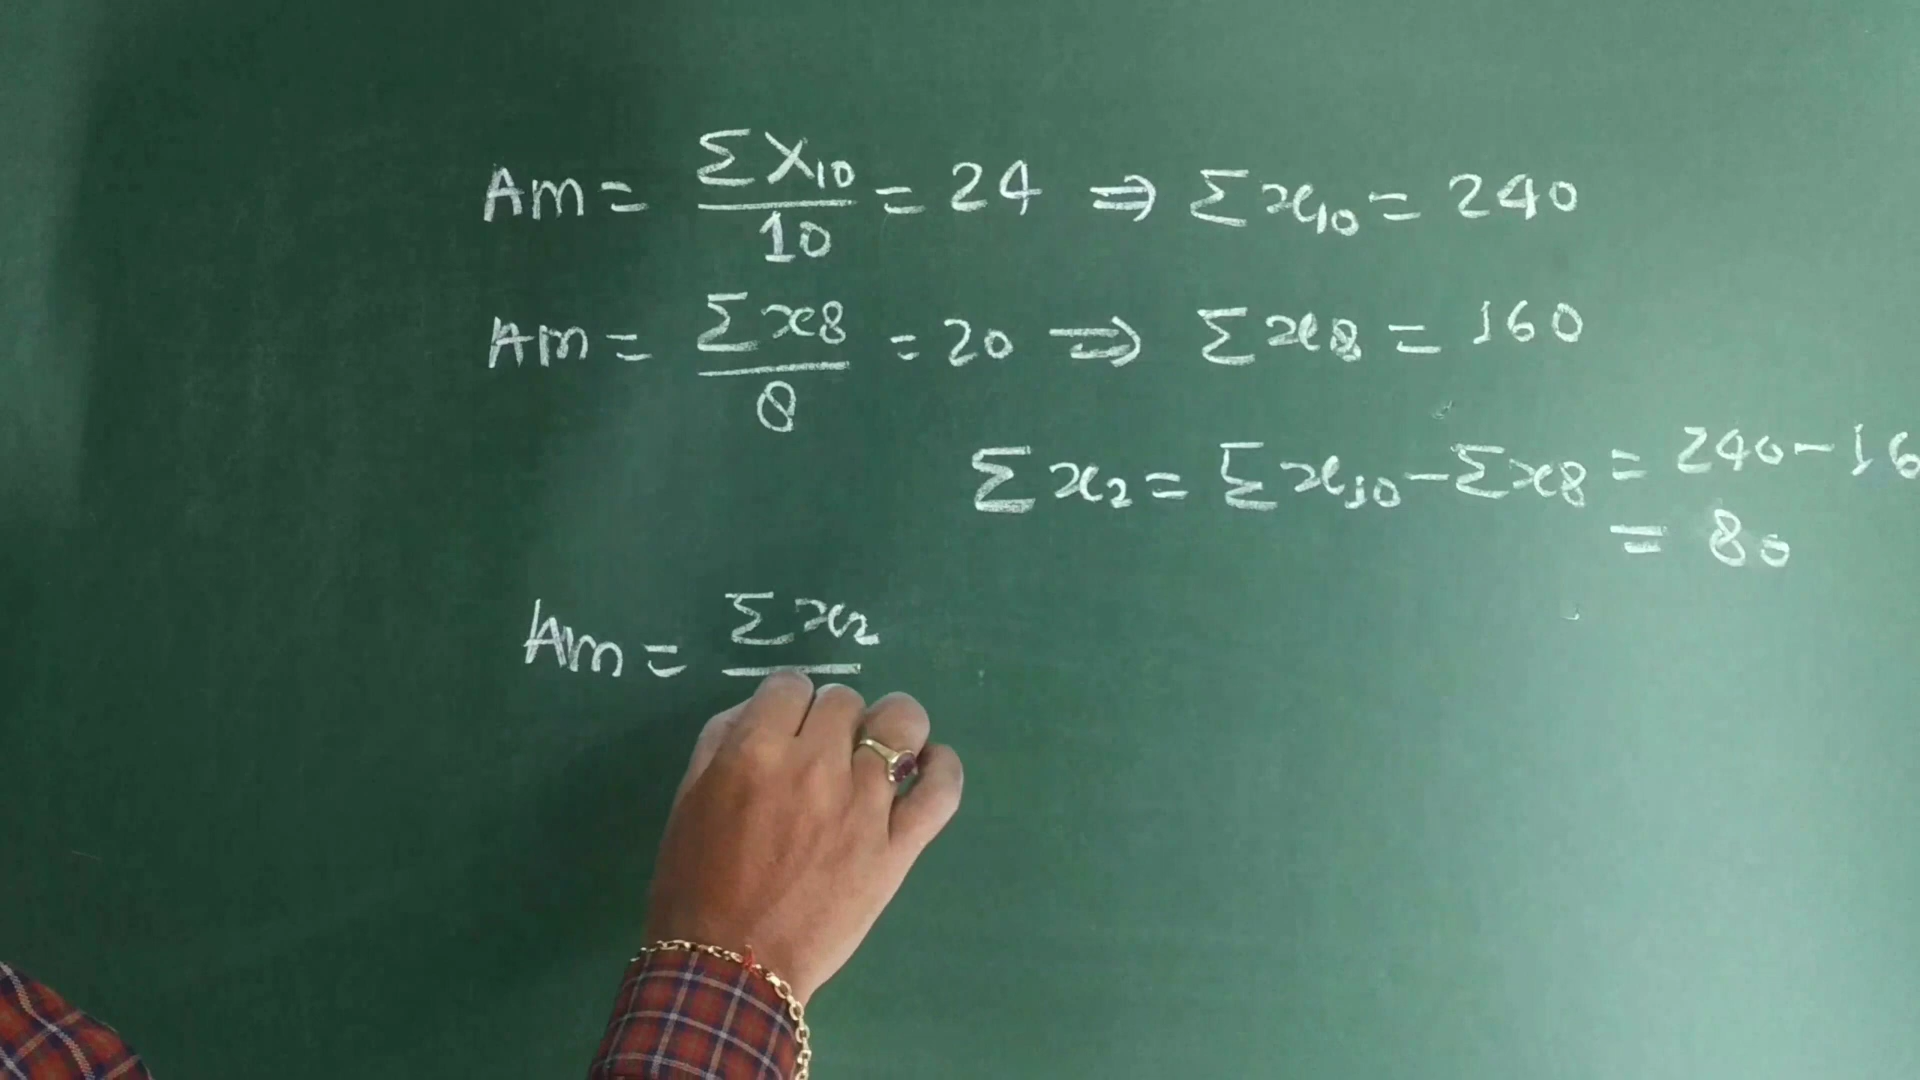 Am = ΣX10/10 = 24 ⇒ Σx10 = 240
Am = Σx8/8 = 20 ⇒ Σx8 = 160
Σx2 = Σx10 - Σx8 = 240 - 16
= 80
Am = Σx2